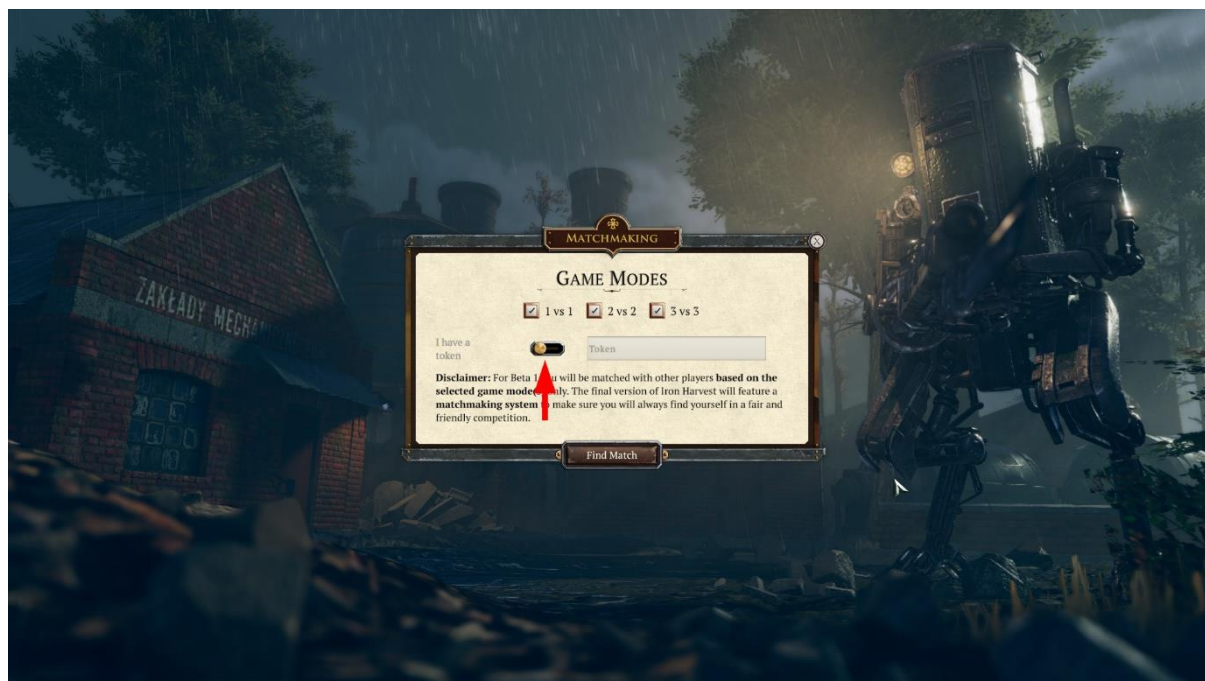 MATCHMAKING
GAME MODES
1 vs 1 2 vs 2 3 vs 3
I have a
token
Token
Disclaimer: For Beta 1 will be matched with other players based on the
selected game nly. The final version of Iron Harvest will feature a
matchmaking system make sure you will always find yourself in a fair and
friendly competition.
Find Match
ZAKŁADY